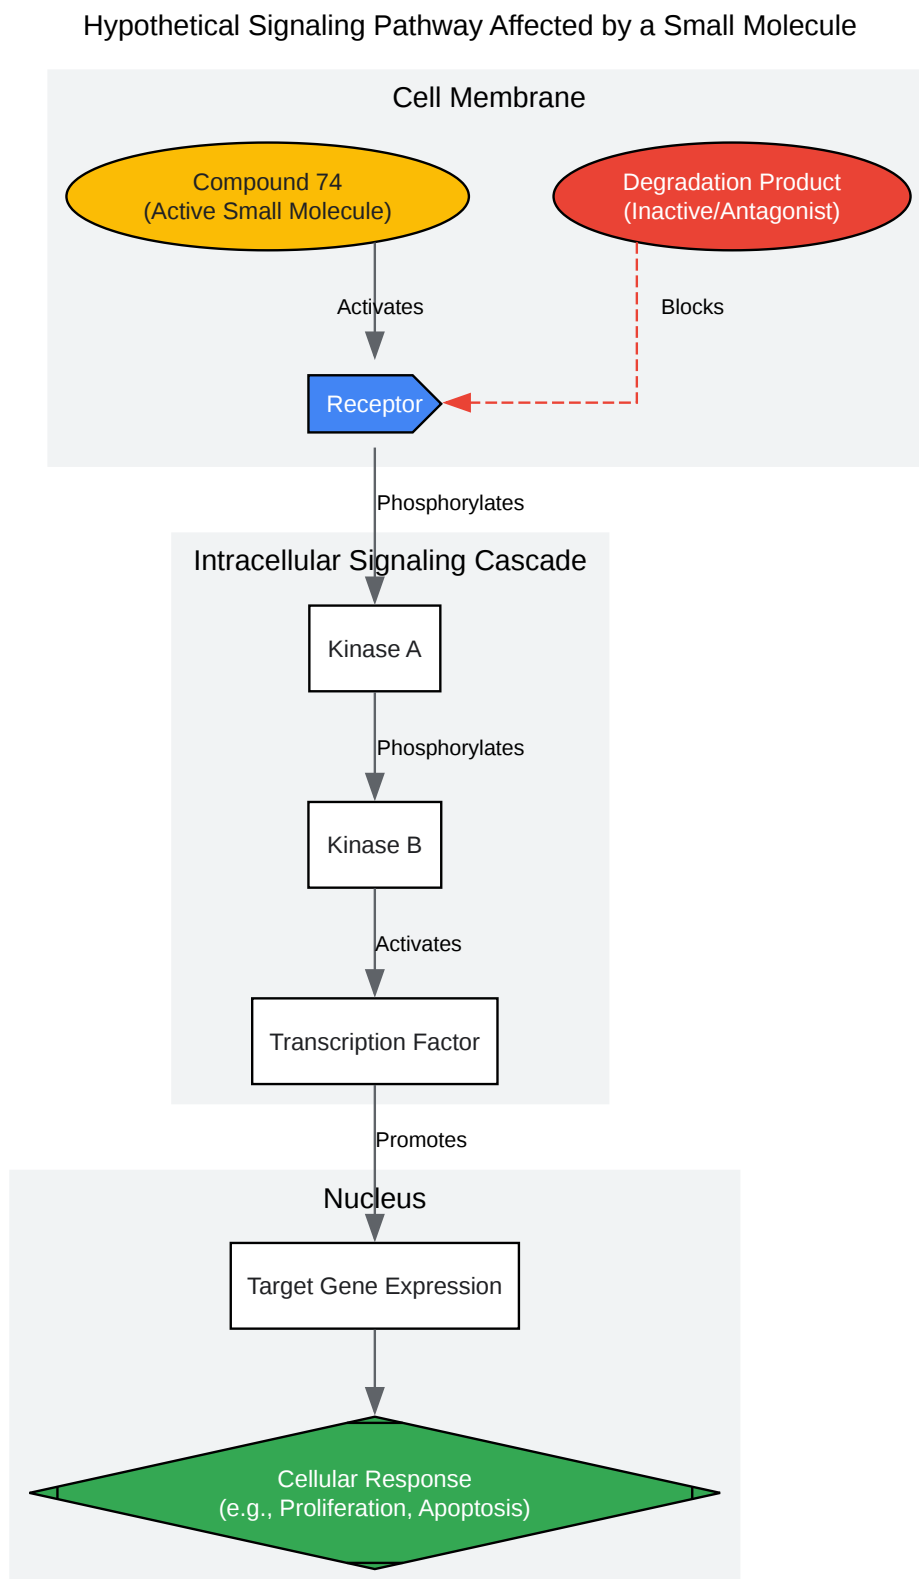 Hypothetical Signaling Pathway Affected by a Small Molecule
Cell Membrane
Compound 74
(Active Small Molecule)
Degradation Product
(Inactive/Antagonist)
Activates
Blocks
Receptor
Phosphorylates
Intracellular Signaling Cascade
Kinase A
Phosphorylates
Kinase B
Activates
Transcription Factor
Promotes
Nucleus
Target Gene Expression
Cellular Response
(e.g., Proliferation, Apoptosis)